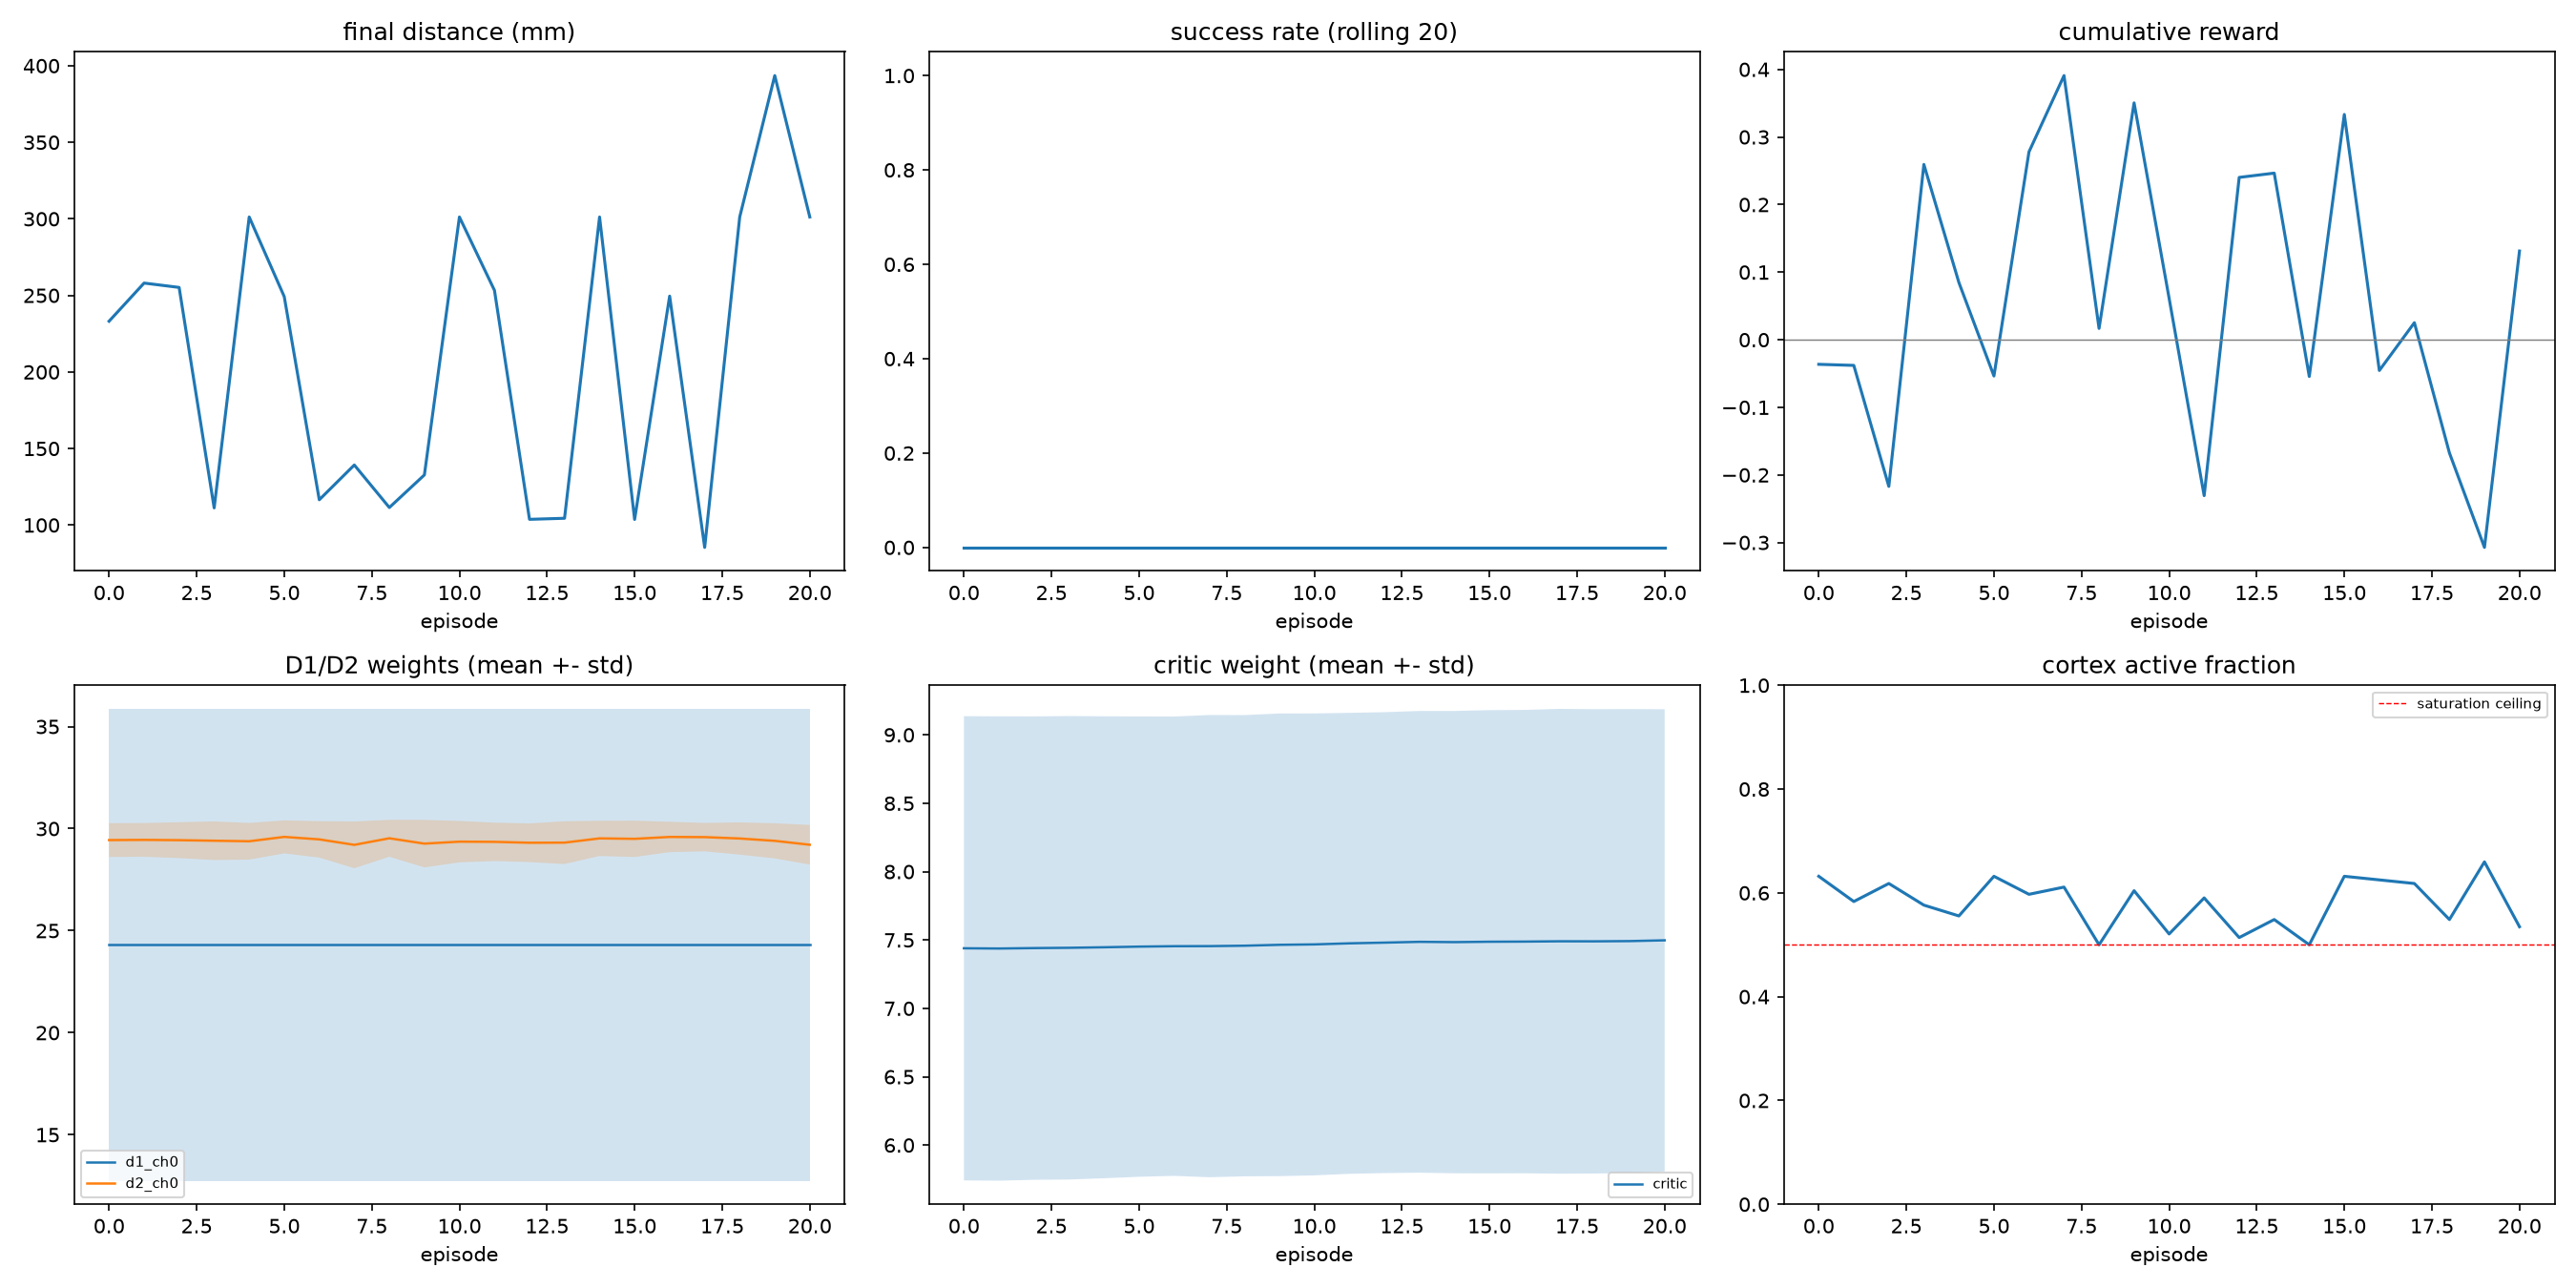 final distance (mm)
400
350
300
250
200
150
100
0.0 2.5 5.0 7.5 10.0 12.5 15.0 17.5 20.0
episode
success rate (rolling 20)
1.0
0.8
0.6
0.4
0.2
0.0
0.0 2.5 5.0 7.5 10.0 12.5 15.0 17.5 20.0
episode
cumulative reward
0.4
0.3
0.2
0.1
0.0
−0.1
−0.2
−0.3
0.0 2.5 5.0 7.5 10.0 12.5 15.0 17.5 20.0
episode
D1/D2 weights (mean +- std)
35
30
25
20
15
d1_ch0
d2_ch0
0.0 2.5 5.0 7.5 10.0 12.5 15.0 17.5 20.0
episode
critic weight (mean +- std)
9.0
8.5
8.0
7.5
7.0
6.5
6.0
critic
0.0 2.5 5.0 7.5 10.0 12.5 15.0 17.5 20.0
episode
cortex active fraction
1.0
saturation ceiling
0.8
0.6
0.4
0.2
0.0
0.0 2.5 5.0 7.5 10.0 12.5 15.0 17.5 20.0
episode